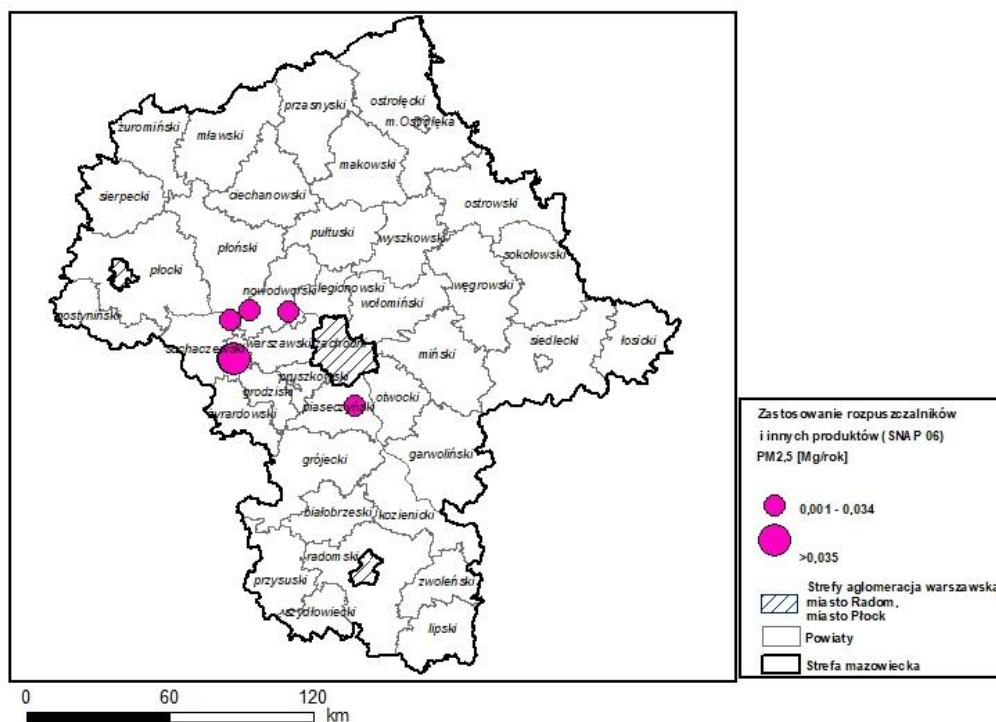 przasnyski
ostrołęcki
m.Ostrołęka
żuromiński
mławski
makowski
sierpecki
ciechanowski
ostrowski
płoński
pułtuski
wyszkowski
sokołowski
płocki
nowodworski
legionowski
węgrowski
wołomiński
gostyniński
siedlecki
łosicki
sochaczewski
warszawski zachodni
miński
pruszkowski
grodziski
otwocki
żyrardowski
piaseczyński
garwoliński
grójecki
białobrzeski
kozienicki
radomski
przysuski
zwoleński
szydłowiecki
lipski
Zastosowanie rozpuszczalników
i innych produktów ( SNAP 06)
PM2,5 [Mg/rok]
0,001 - 0,034
>0,035
Strefy aglomeracja warszawska,
miasto Radom,
miasto Płock
Powiaty
Strefa mazowiecka
0 60 120
km